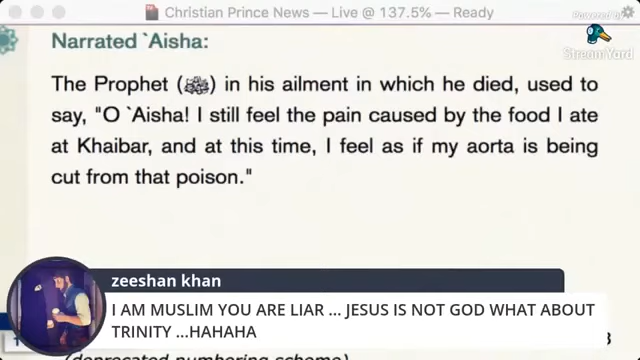 Christian Prince News — Live @ 137.5% — Ready
Powered by
StreamYard
Narrated `Aisha:
The Prophet (ﷺ) in his ailment in which he died, used to
say, "O `Aisha! I still feel the pain caused by the food I ate
at Khaibar, and at this time, I feel as if my aorta is being
cut from that poison."
zeeshan khan
I AM MUSLIM YOU ARE LIAR ... JESUS IS NOT GOD WHAT ABOUT
TRINITY ...HAHAHA
(deprecated numbering scheme)